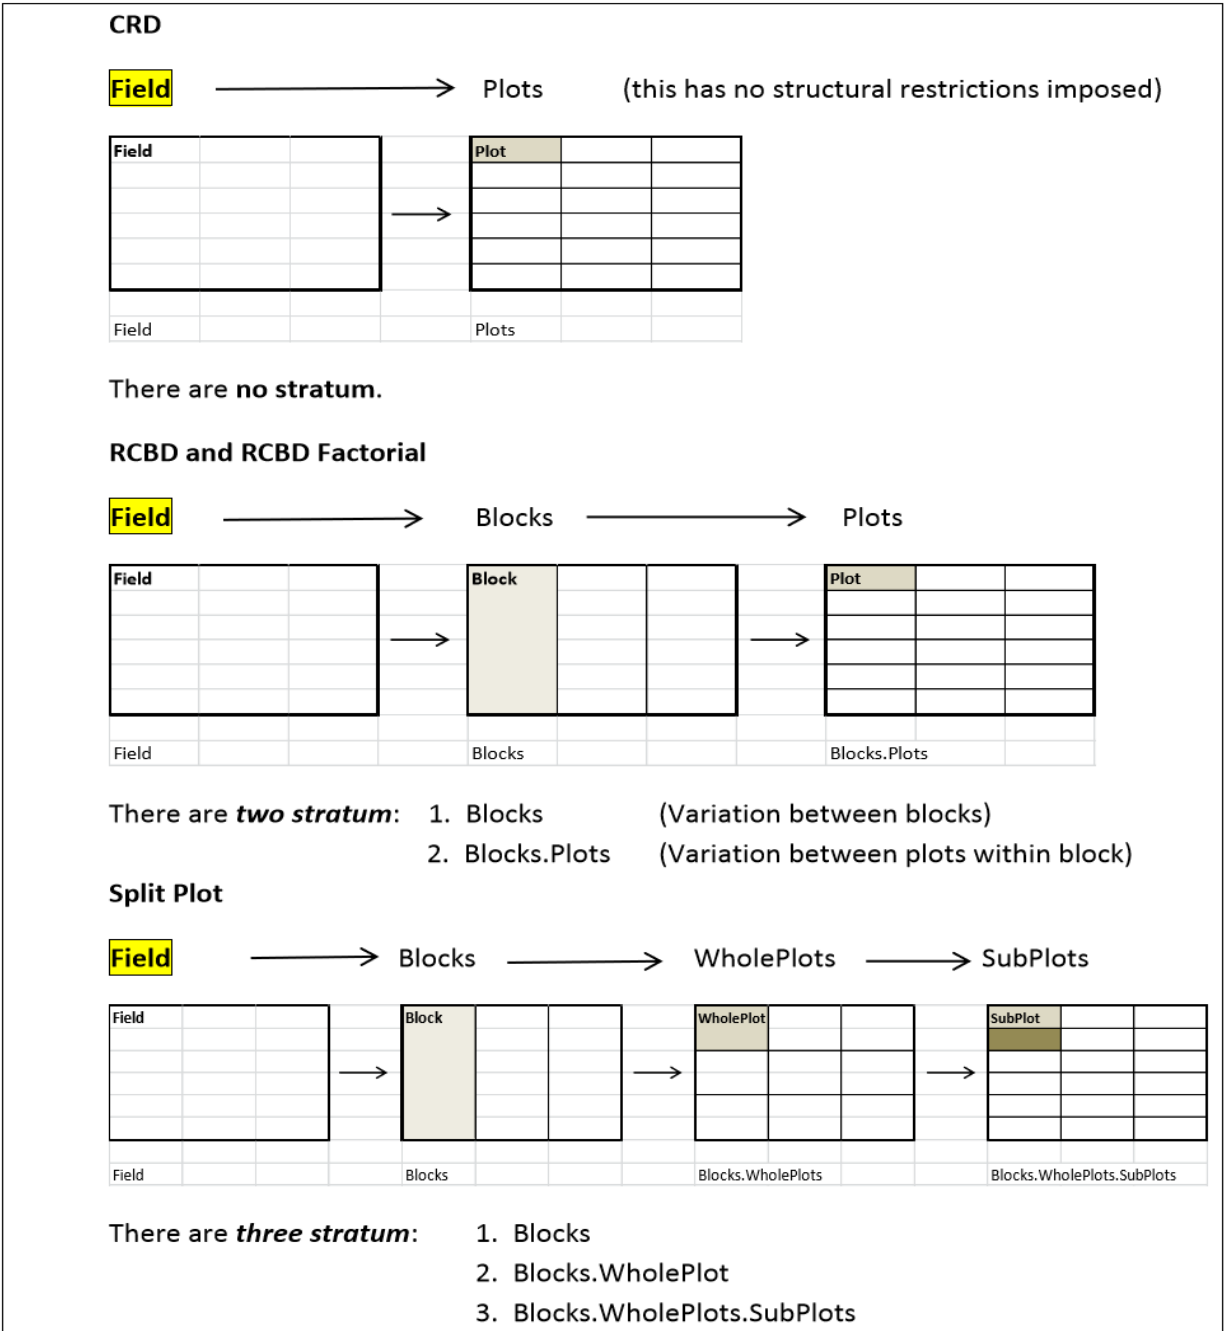 CRD
Field Plots (this has no structural restrictions imposed)
Field Plot
Field Plots
There are no stratum.
RCBD and RCBD Factorial
Field Blocks Plots
Field Block Plot
Field Blocks Blocks.Plots
There are two stratum: 1. Blocks (Variation between blocks)
2. Blocks.Plots (Variation between plots within block)
Split Plot
Field Blocks WholePlots SubPlots
Field Block WholePlot SubPlot
Field Blocks Blocks.WholePlots Blocks.WholePlots.SubPlots
There are three stratum: 1. Blocks
2. Blocks.WholePlot
3. Blocks.WholePlots.SubPlots